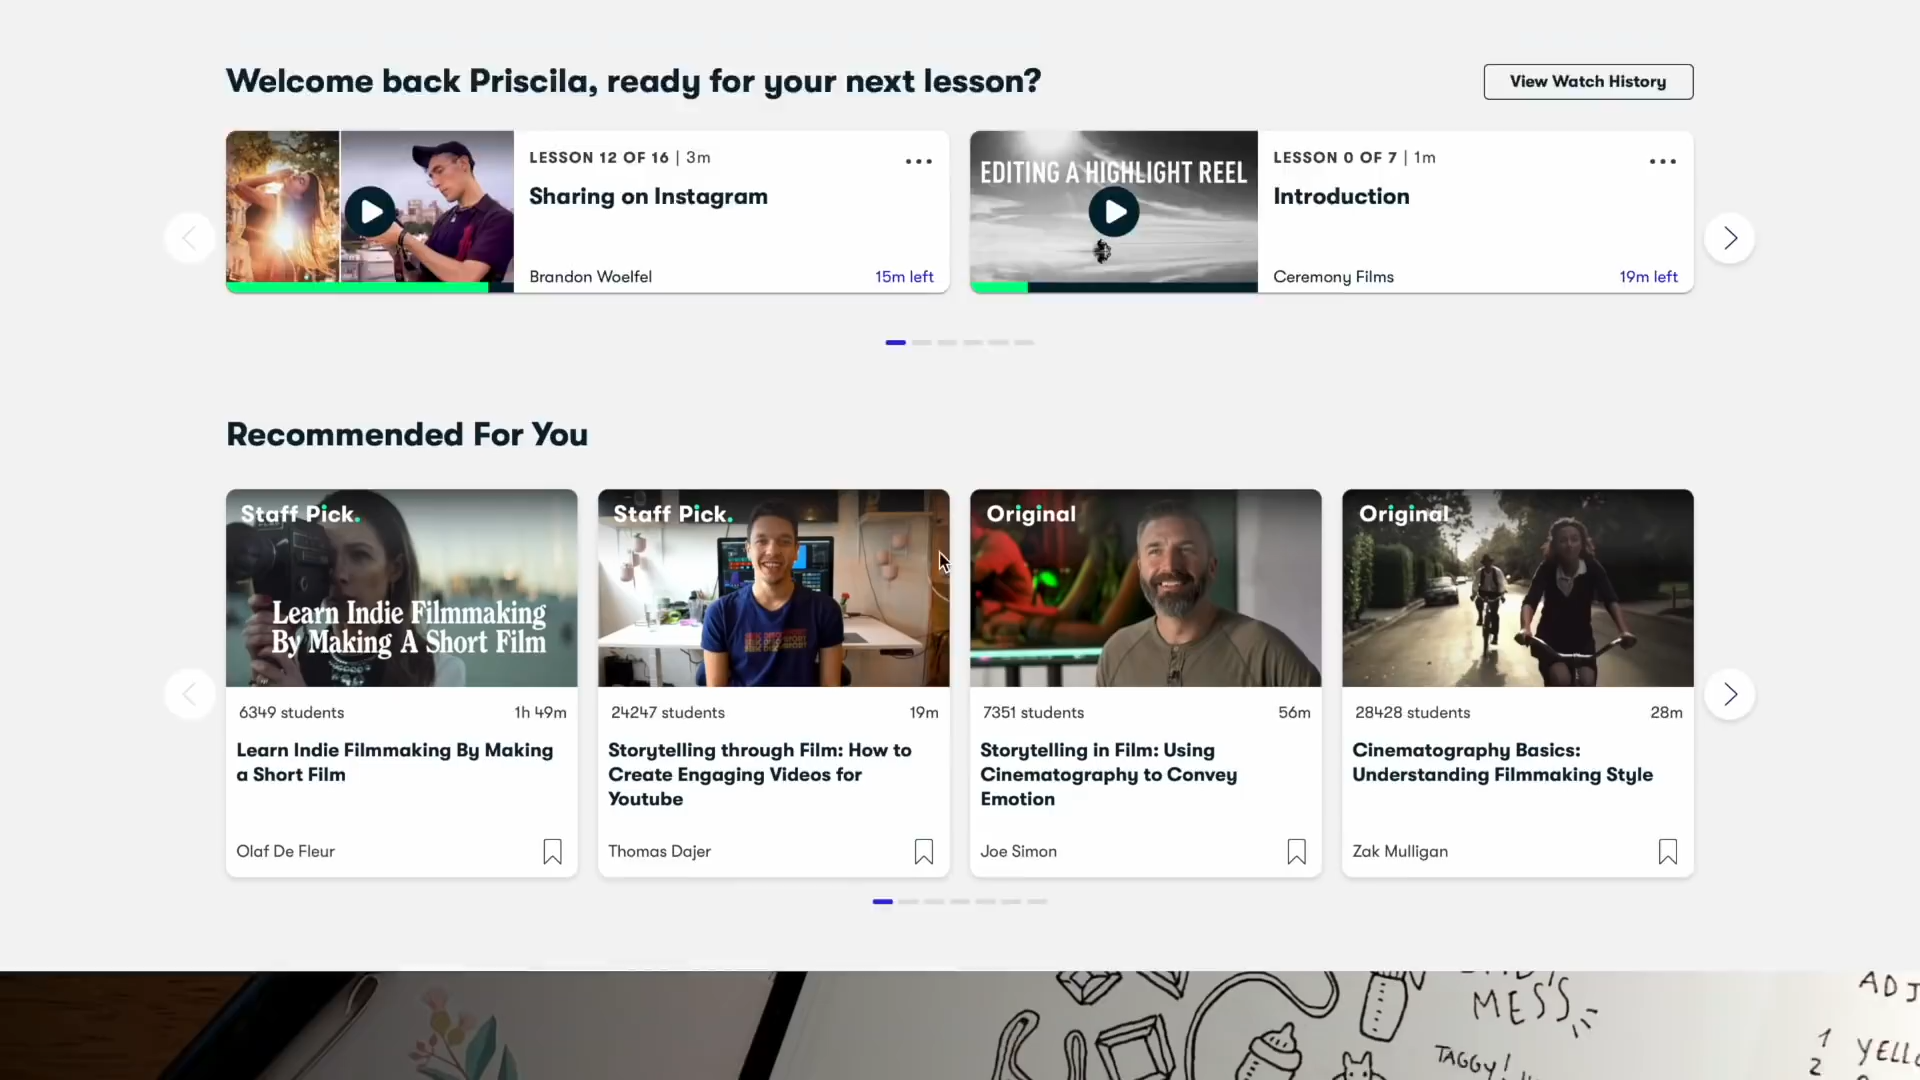 Welcome back Priscila, ready for your next lesson?
View Watch History
LESSON 12 OF 16 | 3m
Sharing on Instagram
Brandon Woelfel
15m left
EDITING A HIGHLIGHT REEL
LESSON 0 OF 7 | 1m
Introduction
Ceremony Films
19m left
Recommended For You
Staff Pick.
Learn Indie Filmmaking
By Making A Short Film
6349 students
1h 49m
Learn Indie Filmmaking By Making
a Short Film
Olaf De Fleur
Staff Pick.
24247 students
19m
Storytelling through Film: How to
Create Engaging Videos for
Youtube
Thomas Dajer
Original
7351 students
56m
Storytelling in Film: Using
Cinematography to Convey
Emotion
Joe Simon
Original
28428 students
28m
Cinematography Basics:
Understanding Filmmaking Style
Zak Mulligan
MESS
TAGGY!
ADJ
1 YELL
2